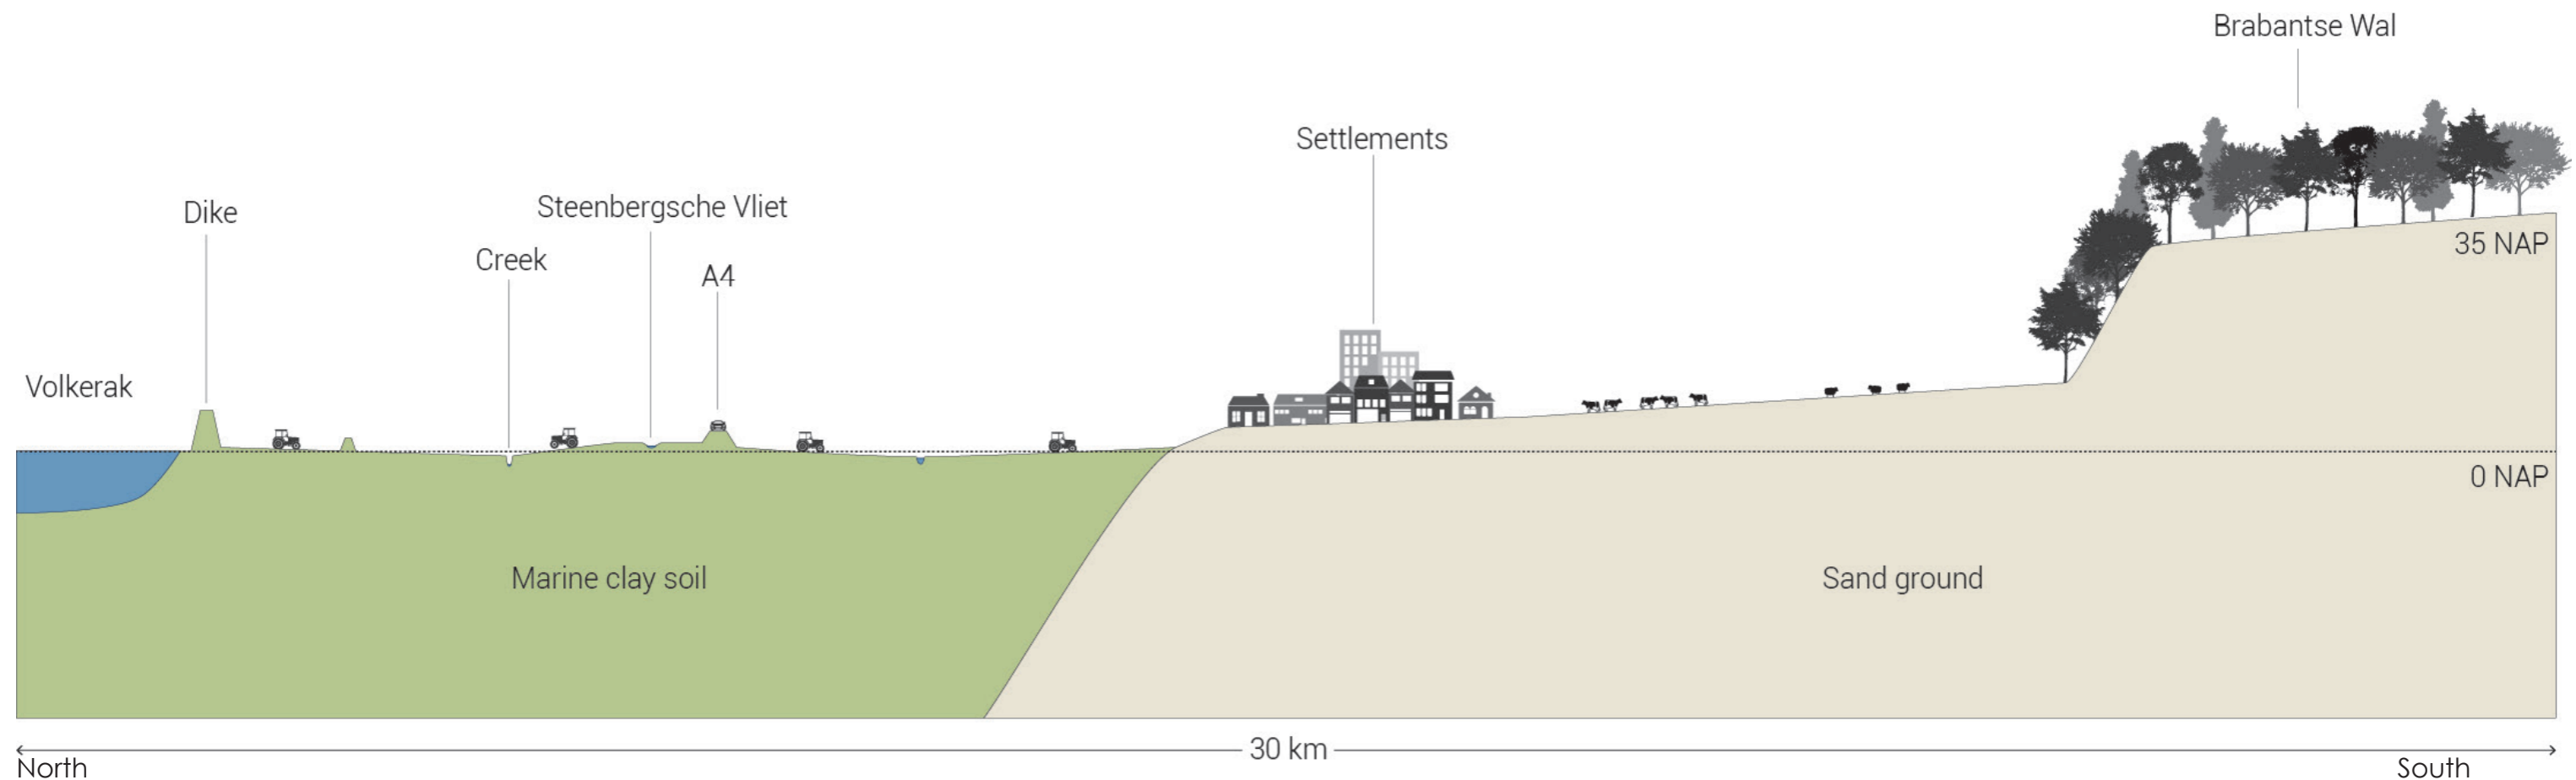 Brabantse Wal
Settlements
Steenbergsche Vliet
Dike
Creek
A4
35 NAP
Volkerak
0 NAP
Marine clay soil
Sand ground
30 km
North
South